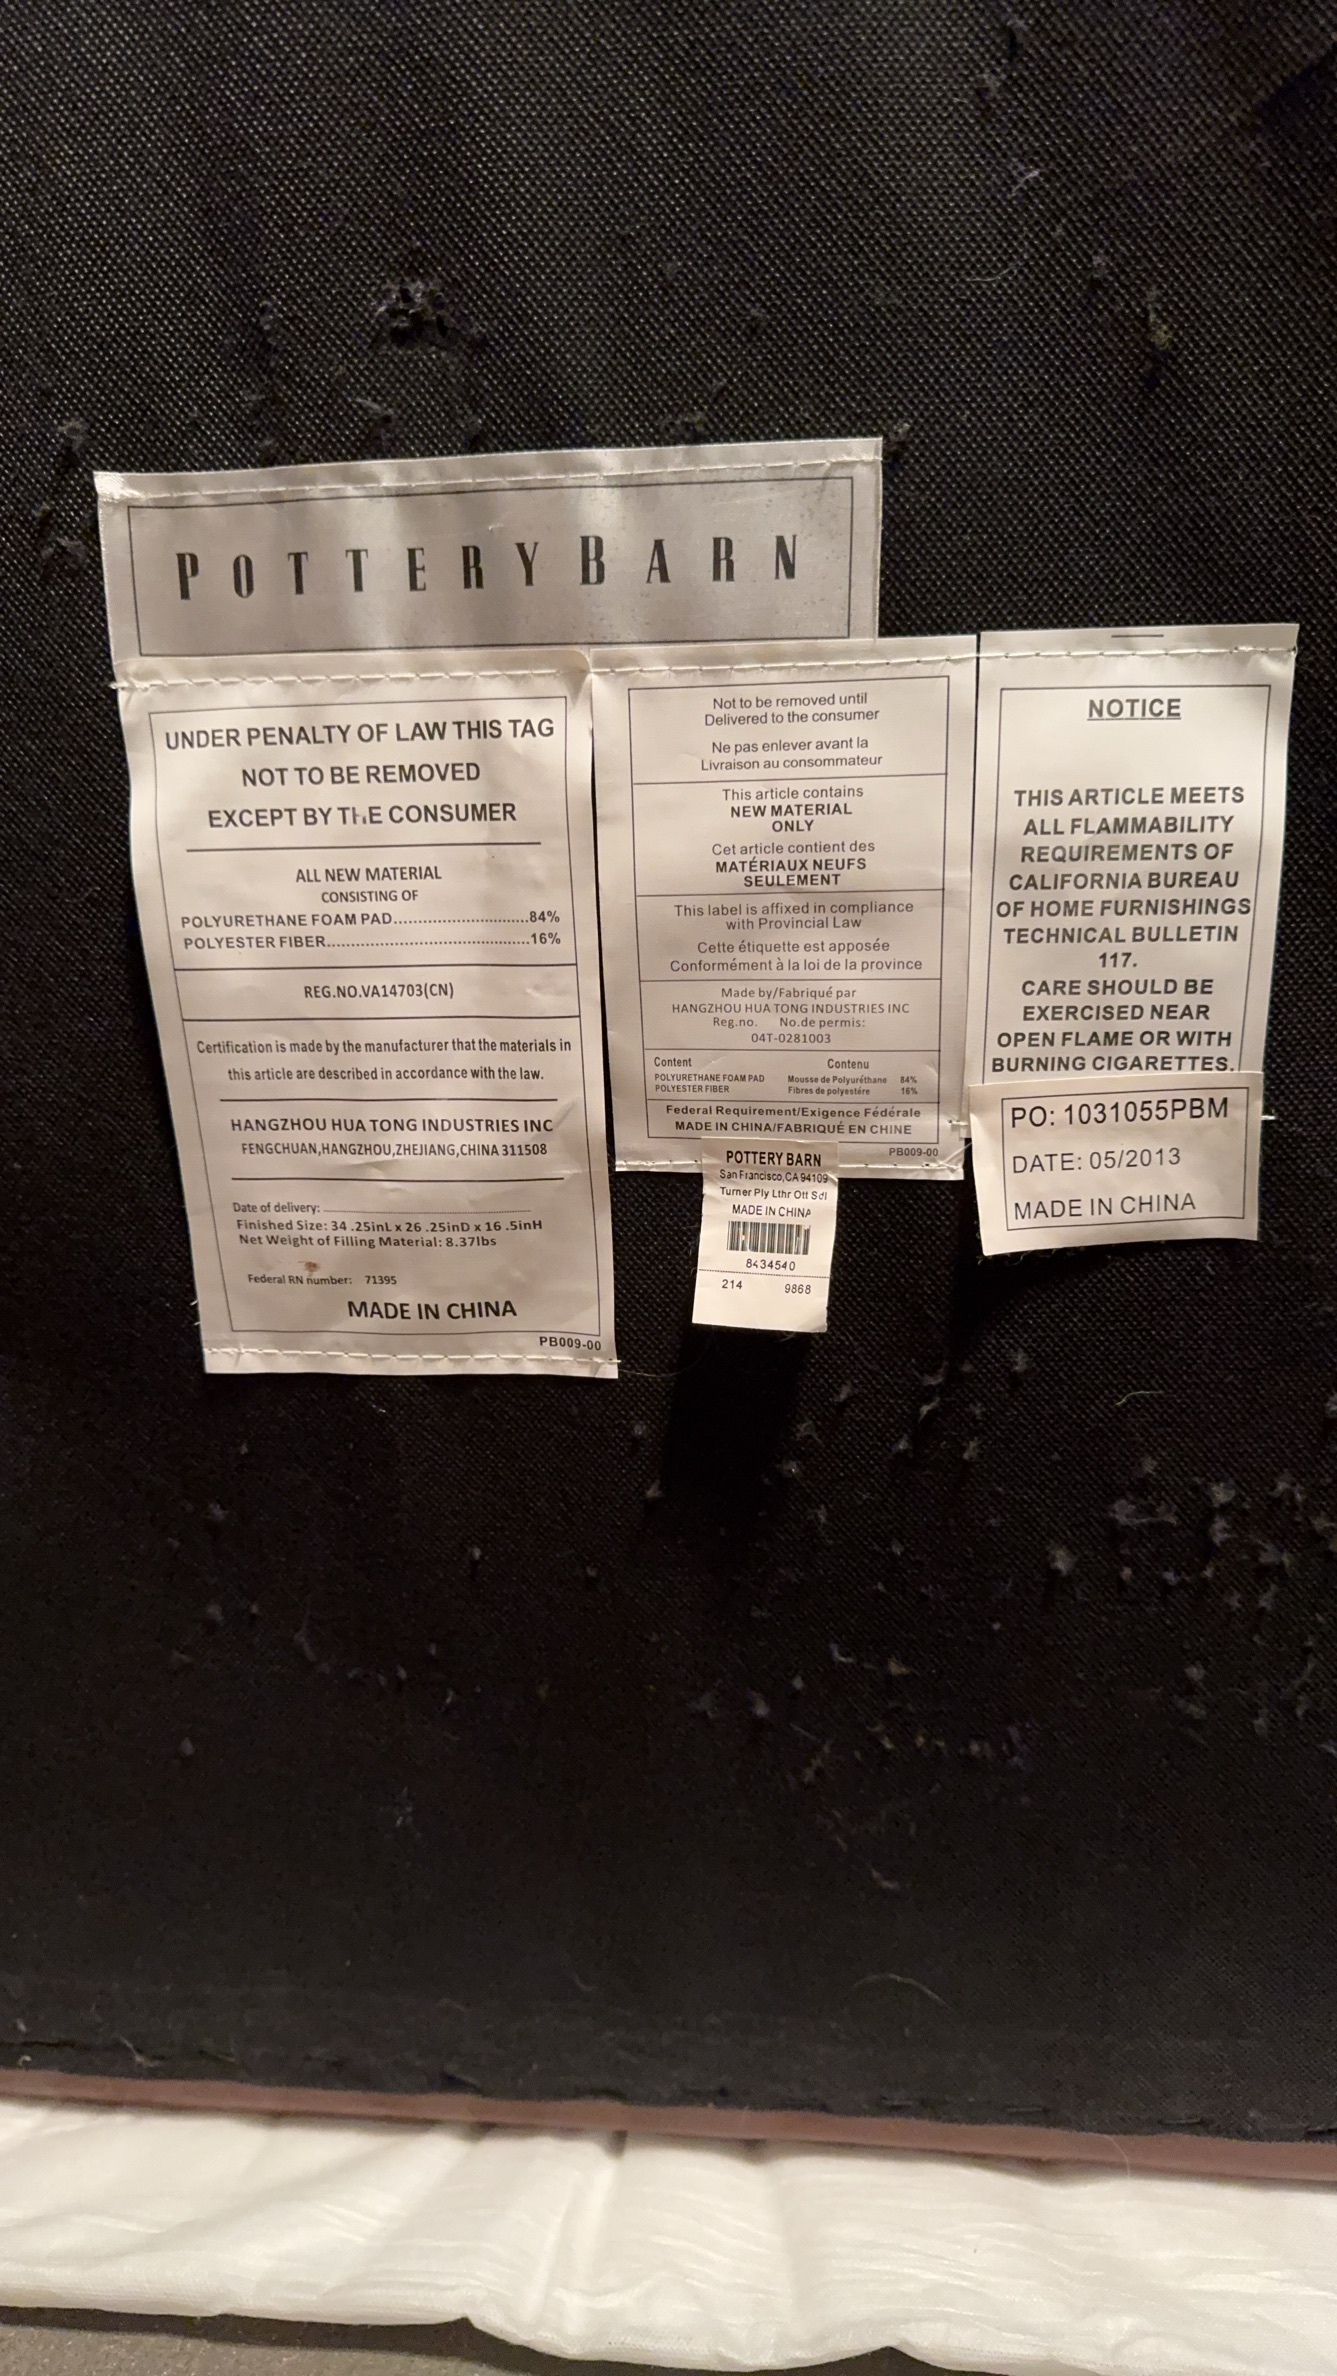 POTTERY BARN
UNDER PENALTY OF LAW THIS TAG
NOT TO BE REMOVED
EXCEPT BY THE CONSUMER
ALL NEW MATERIAL
CONSISTING OF
POLYURETHANE FOAM PAD..............................84%
POLYESTER FIBER.............................................16%
REG.NO.VA14703(CN)
Certification is made by the manufacturer that the materials in
this article are described in accordance with the law.
HANGZHOU HUA TONG INDUSTRIES INC
FENGCHUAN,HANGZHOU,ZHEJIANG,CHINA 311508
Date of delivery:
Finished Size: 34 .25inL x 26 .25inD x 16 .5inH
Net Weight of Filling Material: 8.37lbs
Federal RN number: 71395
MADE IN CHINA
PB009-00
Not to be removed until
Delivered to the consumer
Ne pas enlever avant la
Livraison au consommateur
This article contains
NEW MATERIAL
ONLY
Cet article contient des
MATÉRIAUX NEUFS
SEULEMENT
This label is affixed in compliance
with Provincial Law
Cette étiquette est apposée
Conformément à la loi de la province
Made by/Fabriqué par
HANGZHOU HUA TONG INDUSTRIES INC
Reg.no. No.de permis:
04T-0281003
Content Contenu
POLYURETHANE FOAM PAD Mousse de Polyuréthane 84%
POLYESTER FIBER Fibres de polyestére 16%
Federal Requirement/Exigence Fédérale
MADE IN CHINA/FABRIQUÉ EN CHINE
PB009-00
POTTERY BARN
San Francisco,CA 94109
Turner Ply Lthr Ott Sdl
MADE IN CHINA
8434540
214 9868
NOTICE
THIS ARTICLE MEETS
ALL FLAMMABILITY
REQUIREMENTS OF
CALIFORNIA BUREAU
OF HOME FURNISHINGS
TECHNICAL BULLETIN
117.
CARE SHOULD BE
EXERCISED NEAR
OPEN FLAME OR WITH
BURNING CIGARETTES.
PO: 1031055PBM
DATE: 05/2013
MADE IN CHINA